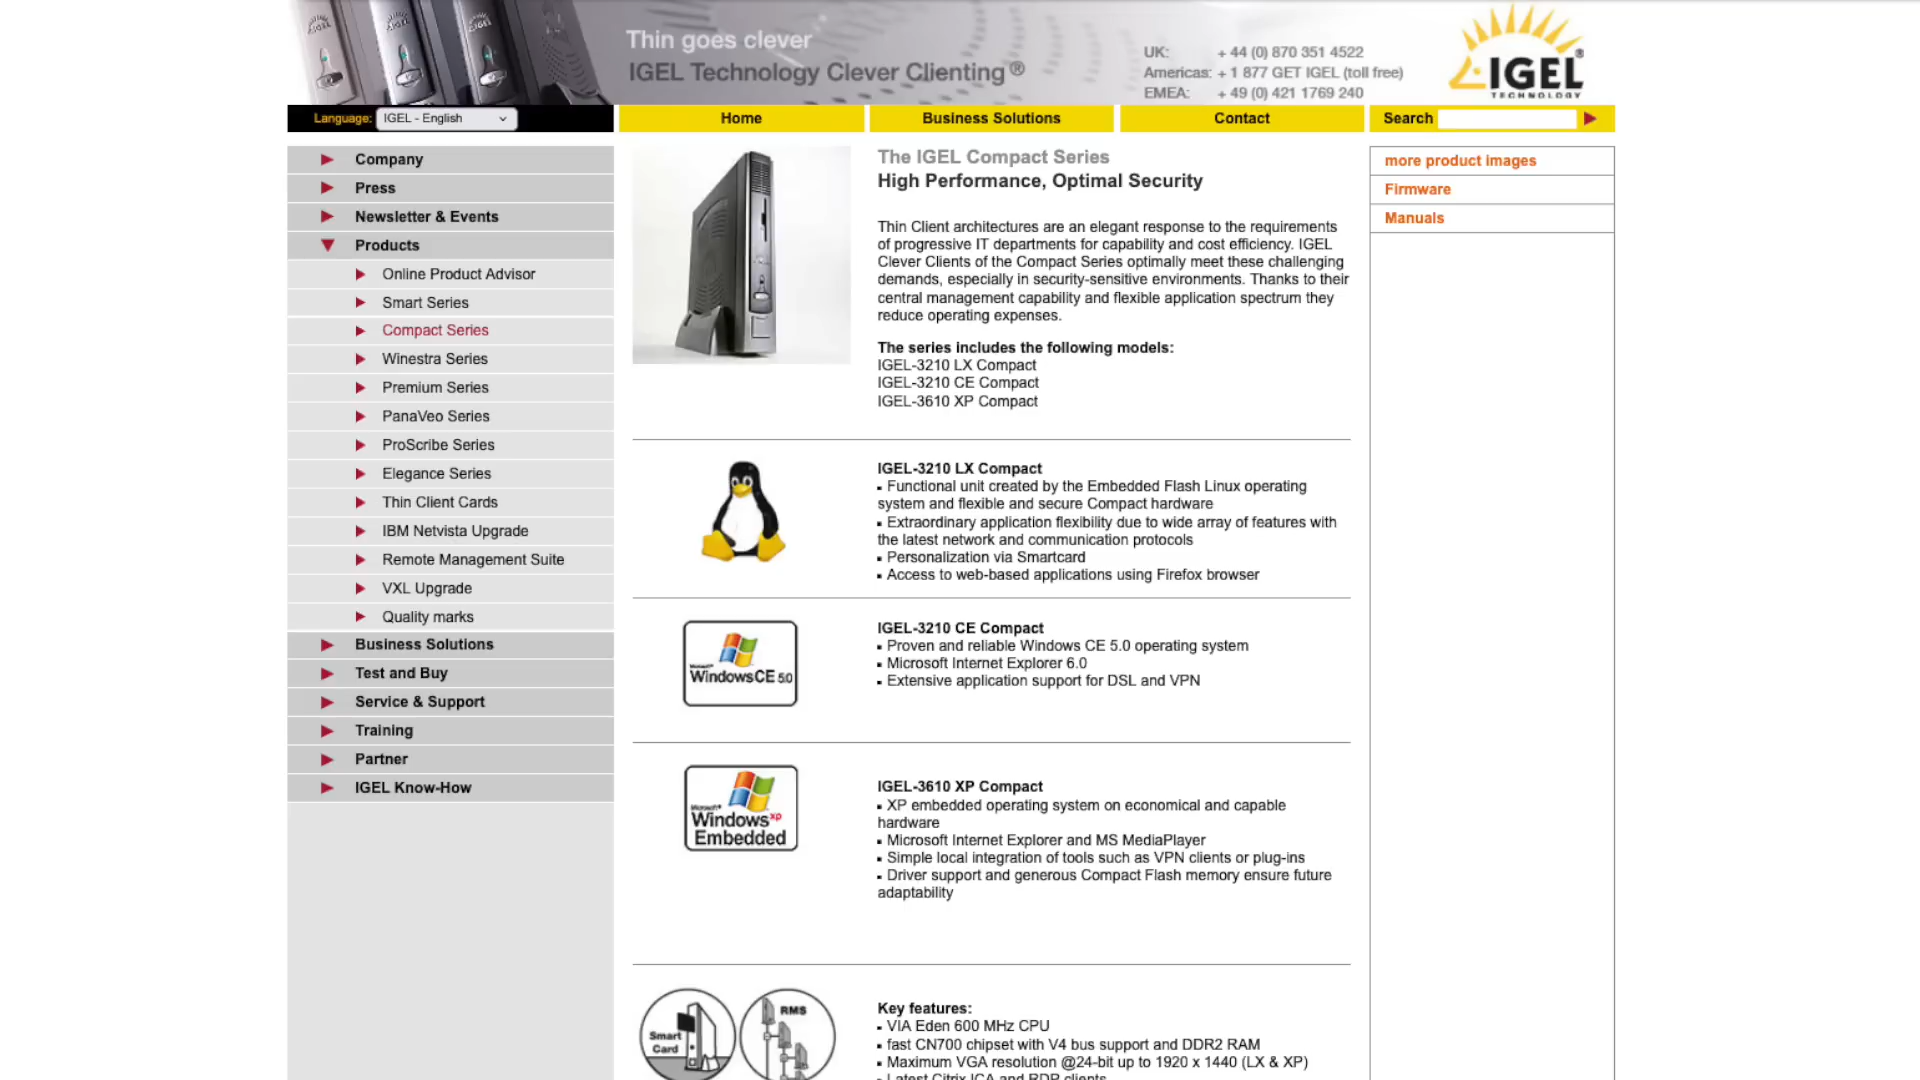 Thin goes clever
IGEL Technology Clever Clienting®
UK: + 44 (0) 870 351 4522
Americas: + 1 877 GET IGEL (toll free)
EMEA: + 49 (0) 421 1769 240
IGEL®
TECHNOLOGY
Language: IGEL - English
Home
Business Solutions
Contact
Search
Company
Press
Newsletter & Events
Products
Online Product Advisor
Smart Series
Compact Series
Winestra Series
Premium Series
PanaVeo Series
ProScribe Series
Elegance Series
Thin Client Cards
IBM Netvista Upgrade
Remote Management Suite
VXL Upgrade
Quality marks
Business Solutions
Test and Buy
Service & Support
Training
Partner
IGEL Know-How
The IGEL Compact Series
High Performance, Optimal Security
Thin Client architectures are an elegant response to the requirements
of progressive IT departments for capability and cost efficiency. IGEL
Clever Clients of the Compact Series optimally meet these challenging
demands, especially in security-sensitive environments. Thanks to their
central management capability and flexible application spectrum they
reduce operating expenses.
The series includes the following models:
IGEL-3210 LX Compact
IGEL-3210 CE Compact
IGEL-3610 XP Compact
IGEL-3210 LX Compact
▪ Functional unit created by the Embedded Flash Linux operating
system and flexible and secure Compact hardware
▪ Extraordinary application flexibility due to wide array of features with
the latest network and communication protocols
▪ Personalization via Smartcard
▪ Access to web-based applications using Firefox browser
Microsoft
WindowsCE 5.0
IGEL-3210 CE Compact
▪ Proven and reliable Windows CE 5.0 operating system
▪ Microsoft Internet Explorer 6.0
▪ Extensive application support for DSL and VPN
Microsoft
Windows xp
Embedded
IGEL-3610 XP Compact
▪ XP embedded operating system on economical and capable
hardware
▪ Microsoft Internet Explorer and MS MediaPlayer
▪ Simple local integration of tools such as VPN clients or plug-ins
▪ Driver support and generous Compact Flash memory ensure future
adaptability
Smart
Card
RMS
Key features:
▪ VIA Eden 600 MHz CPU
▪ fast CN700 chipset with V4 bus support and DDR2 RAM
▪ Maximum VGA resolution @24-bit up to 1920 x 1440 (LX & XP)
▪ Latest Citrix ICA and RDP clients
more product images
Firmware
Manuals